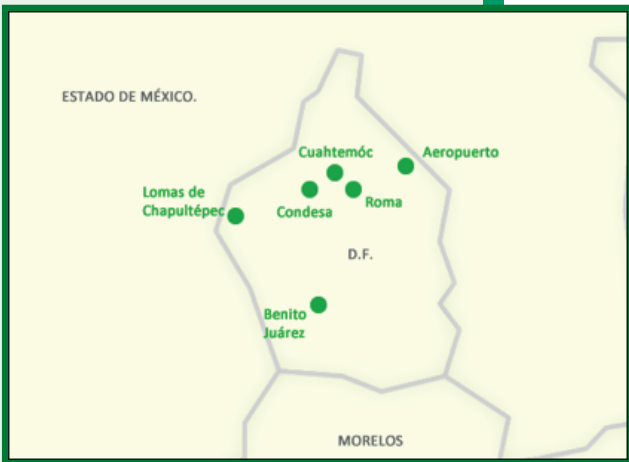 ESTADO DE MÉXICO.
Cuahtemóc
Aeropuerto
Lomas de
Chapultépec
Condesa
Roma
D.F.
Benito
Juárez
MORELOS